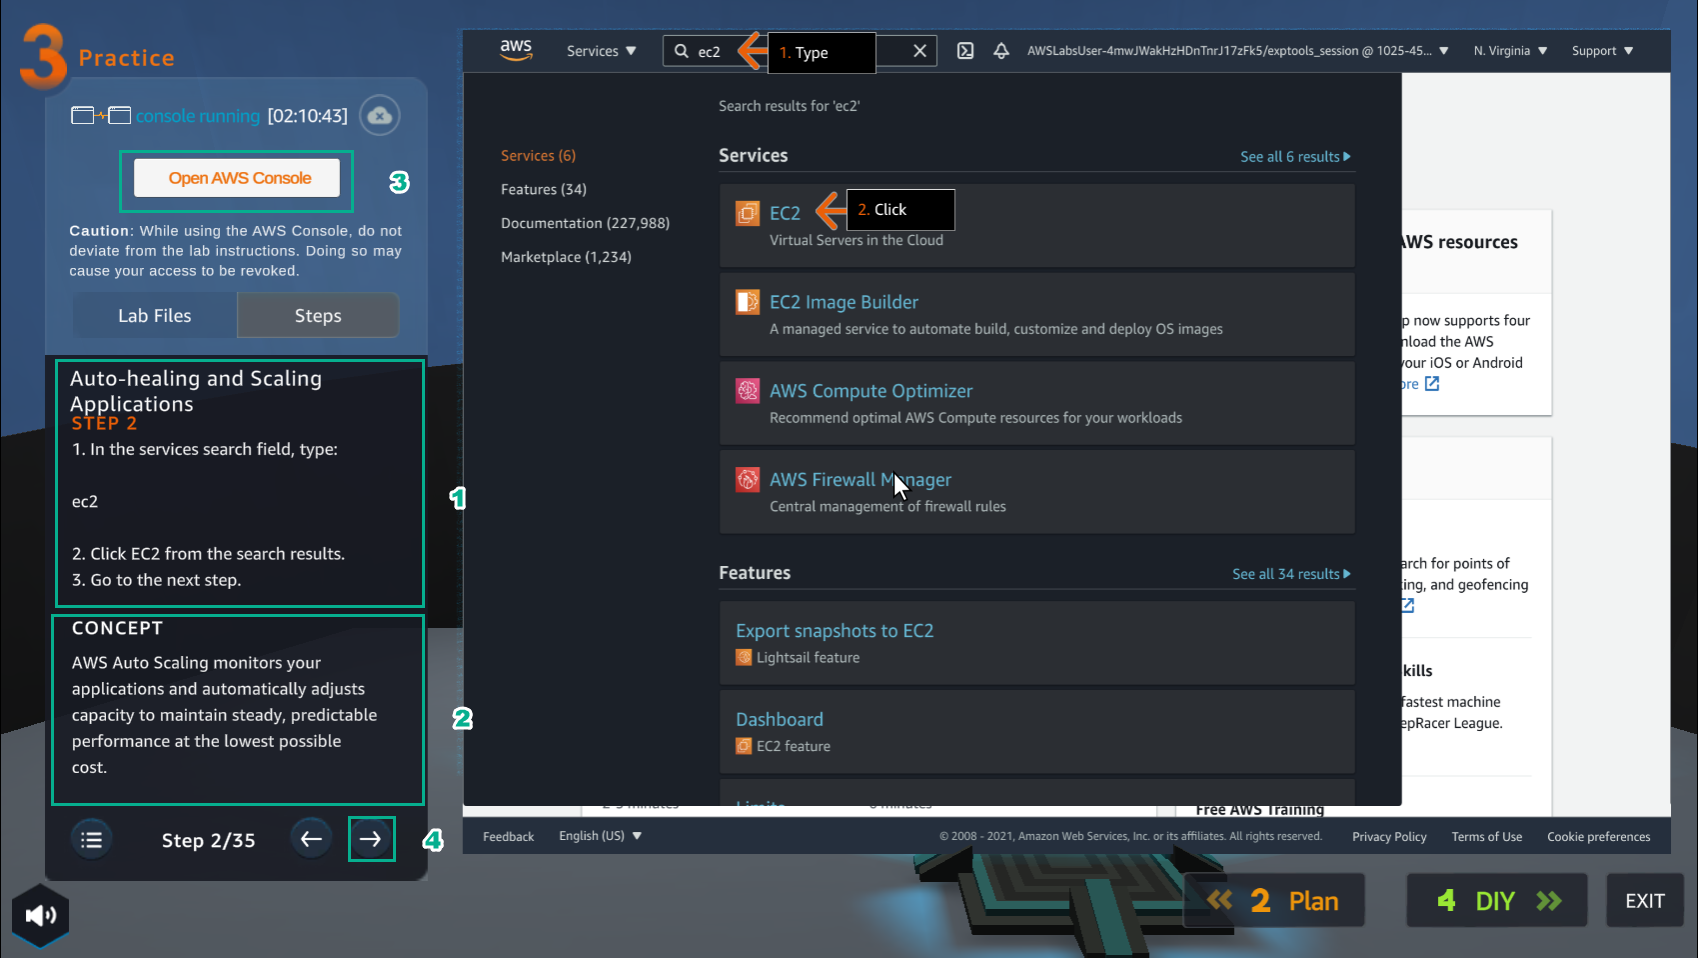 3 Practice
console running [02:10:43]
Open AWS Console
3
Caution: While using the AWS Console, do not
deviate from the lab instructions. Doing so may
cause your access to be revoked.
Lab Files
Steps
Auto-healing and Scaling
Applications
STEP 2
1. In the services search field, type:
ec2
2. Click EC2 from the search results.
3. Go to the next step.
1
CONCEPT
AWS Auto Scaling monitors your
applications and automatically adjusts
capacity to maintain steady, predictable
performance at the lowest possible
cost.
2
Step 2/35
4
aws
Services
ec2
1. Type
AWSLabsUser-4mwJWakHzHDnTnrJ17zFk5/exptools_session @ 1025-45...
N. Virginia
Support
Search results for 'ec2'
Services (6)
Features (34)
Documentation (227,988)
Marketplace (1,234)
Services
See all 6 results
EC2
2. Click
Virtual Servers in the Cloud
EC2 Image Builder
A managed service to automate build, customize and deploy OS images
AWS Compute Optimizer
Recommend optimal AWS Compute resources for your workloads
AWS Firewall Manager
Central management of firewall rules
Features
See all 34 results
Export snapshots to EC2
Lightsail feature
Dashboard
EC2 feature
Limits
AWS resources
p now supports four
nload the AWS
your iOS or Android
ore
arch for points of
ing, and geofencing
kills
fastest machine
epRacer League.
Free AWS Training
Feedback
English (US)
© 2008 - 2021, Amazon Web Services, Inc. or its affiliates. All rights reserved.
Privacy Policy
Terms of Use
Cookie preferences
2 Plan
4 DIY
EXIT